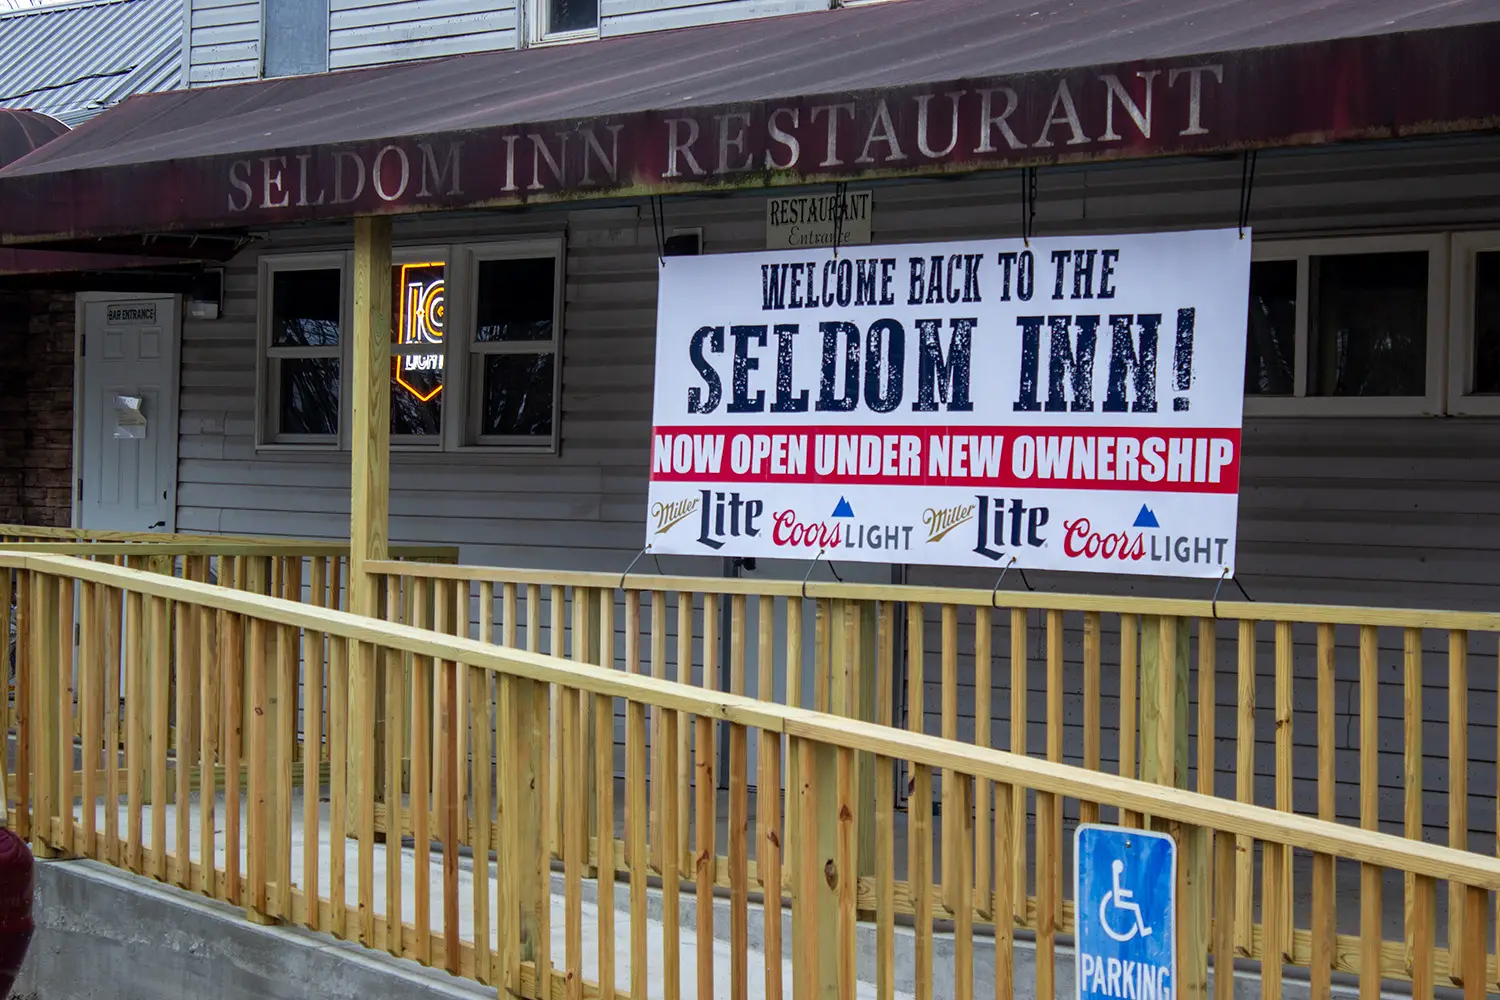 SELDOM INN RESTAURANT
RESTAURANT
Entrance
BAR ENTRANCE
LIGHT
WELCOME BACK TO THE
SELDOM INN!
NOW OPEN UNDER NEW OWNERSHIP
Miller Lite Coors LIGHT Miller Lite Coors LIGHT
PARKING